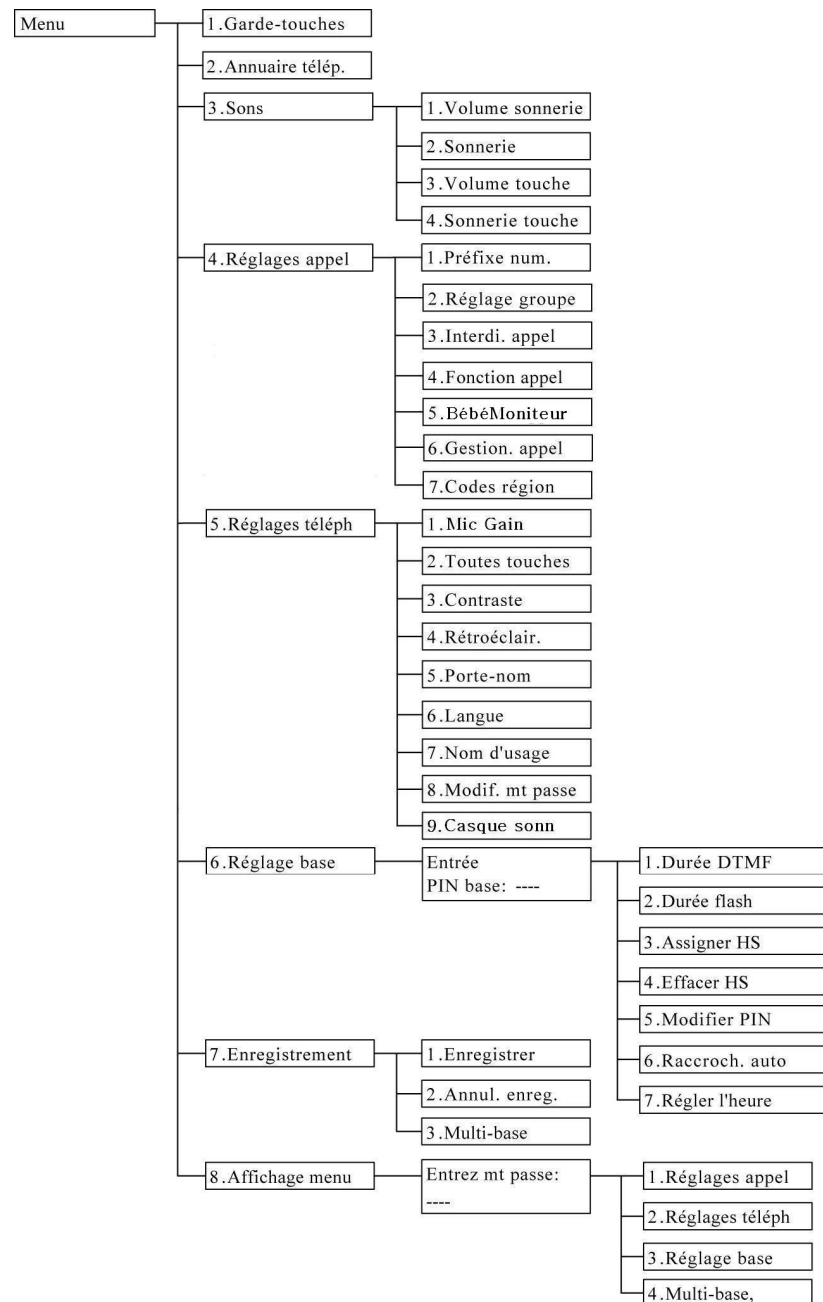 Menu
1.Garde-touches
2.Annuaire télép.
3.Sons
1.Volume sonnerie
2.Sonnerie
3.Volume touche
4.Sonnerie touche
4.Réglages appel
1.Préfixe num.
2.Réglage groupe
3.Interdi. appel
4.Fonction appel
5.BébéMoniteur
6.Gestion. appel
7.Codes région
5.Réglages téléph
1.Mic Gain
2.Toutes touches
3.Contraste
4.Rétroéclair.
5.Porte-nom
6.Langue
7.Nom d'usage
8.Modif. mt passe
9.Casque sonn
6.Réglage base
Entrée
PIN base: ----
1.Durée DTMF
2.Durée flash
3.Assigner HS
4.Effacer HS
5.Modifier PIN
6.Raccroch. auto
7.Régler l'heure
7.Enregistrement
1.Enregistrer
2.Annul. enreg.
3.Multi-base
8.Affichage menu
Entrez mt passe:
----
1.Réglages appel
2.Réglages téléph
3.Réglage base
4.Multi-base,